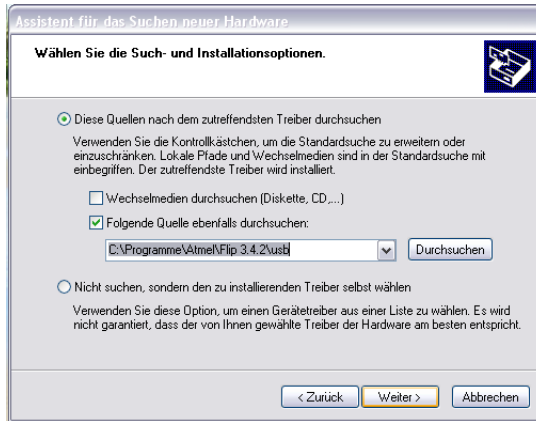 Assistent für das Suchen neuer Hardware
Wählen Sie die Such- und Installationsoptionen.
Diese Quellen nach dem zutreffendsten Treiber durchsuchen
Verwenden Sie die Kontrollkästchen, um die Standardsuche zu erweitern oder
einzuschränken. Lokale Pfade und Wechselmedien sind in der Standardsuche mit
einbegriffen. Der zutreffendste Treiber wird installiert.
Wechselmedien durchsuchen (Diskette, CD,...)
Folgende Quelle ebenfalls durchsuchen:
C:\Programme\Atmel\Flip 3.4.2\usb
Durchsuchen
Nicht suchen, sondern den zu installierenden Treiber selbst wählen
Verwenden Sie diese Option, um einen Gerätetreiber aus einer Liste zu wählen. Es wird
nicht garantiert, dass der von Ihnen gewählte Treiber der Hardware am besten entspricht.
< Zurück Weiter > Abbrechen